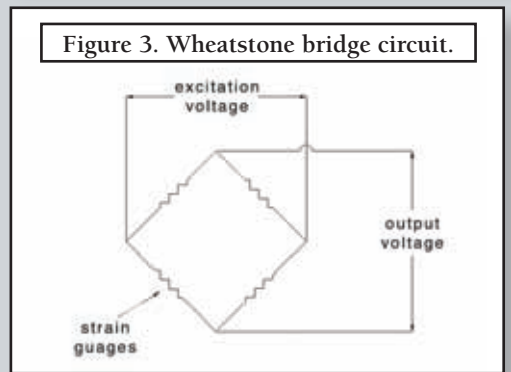 Figure 3. Wheatstone bridge circuit.
excitation
voltage
output
voltage
strain
guages